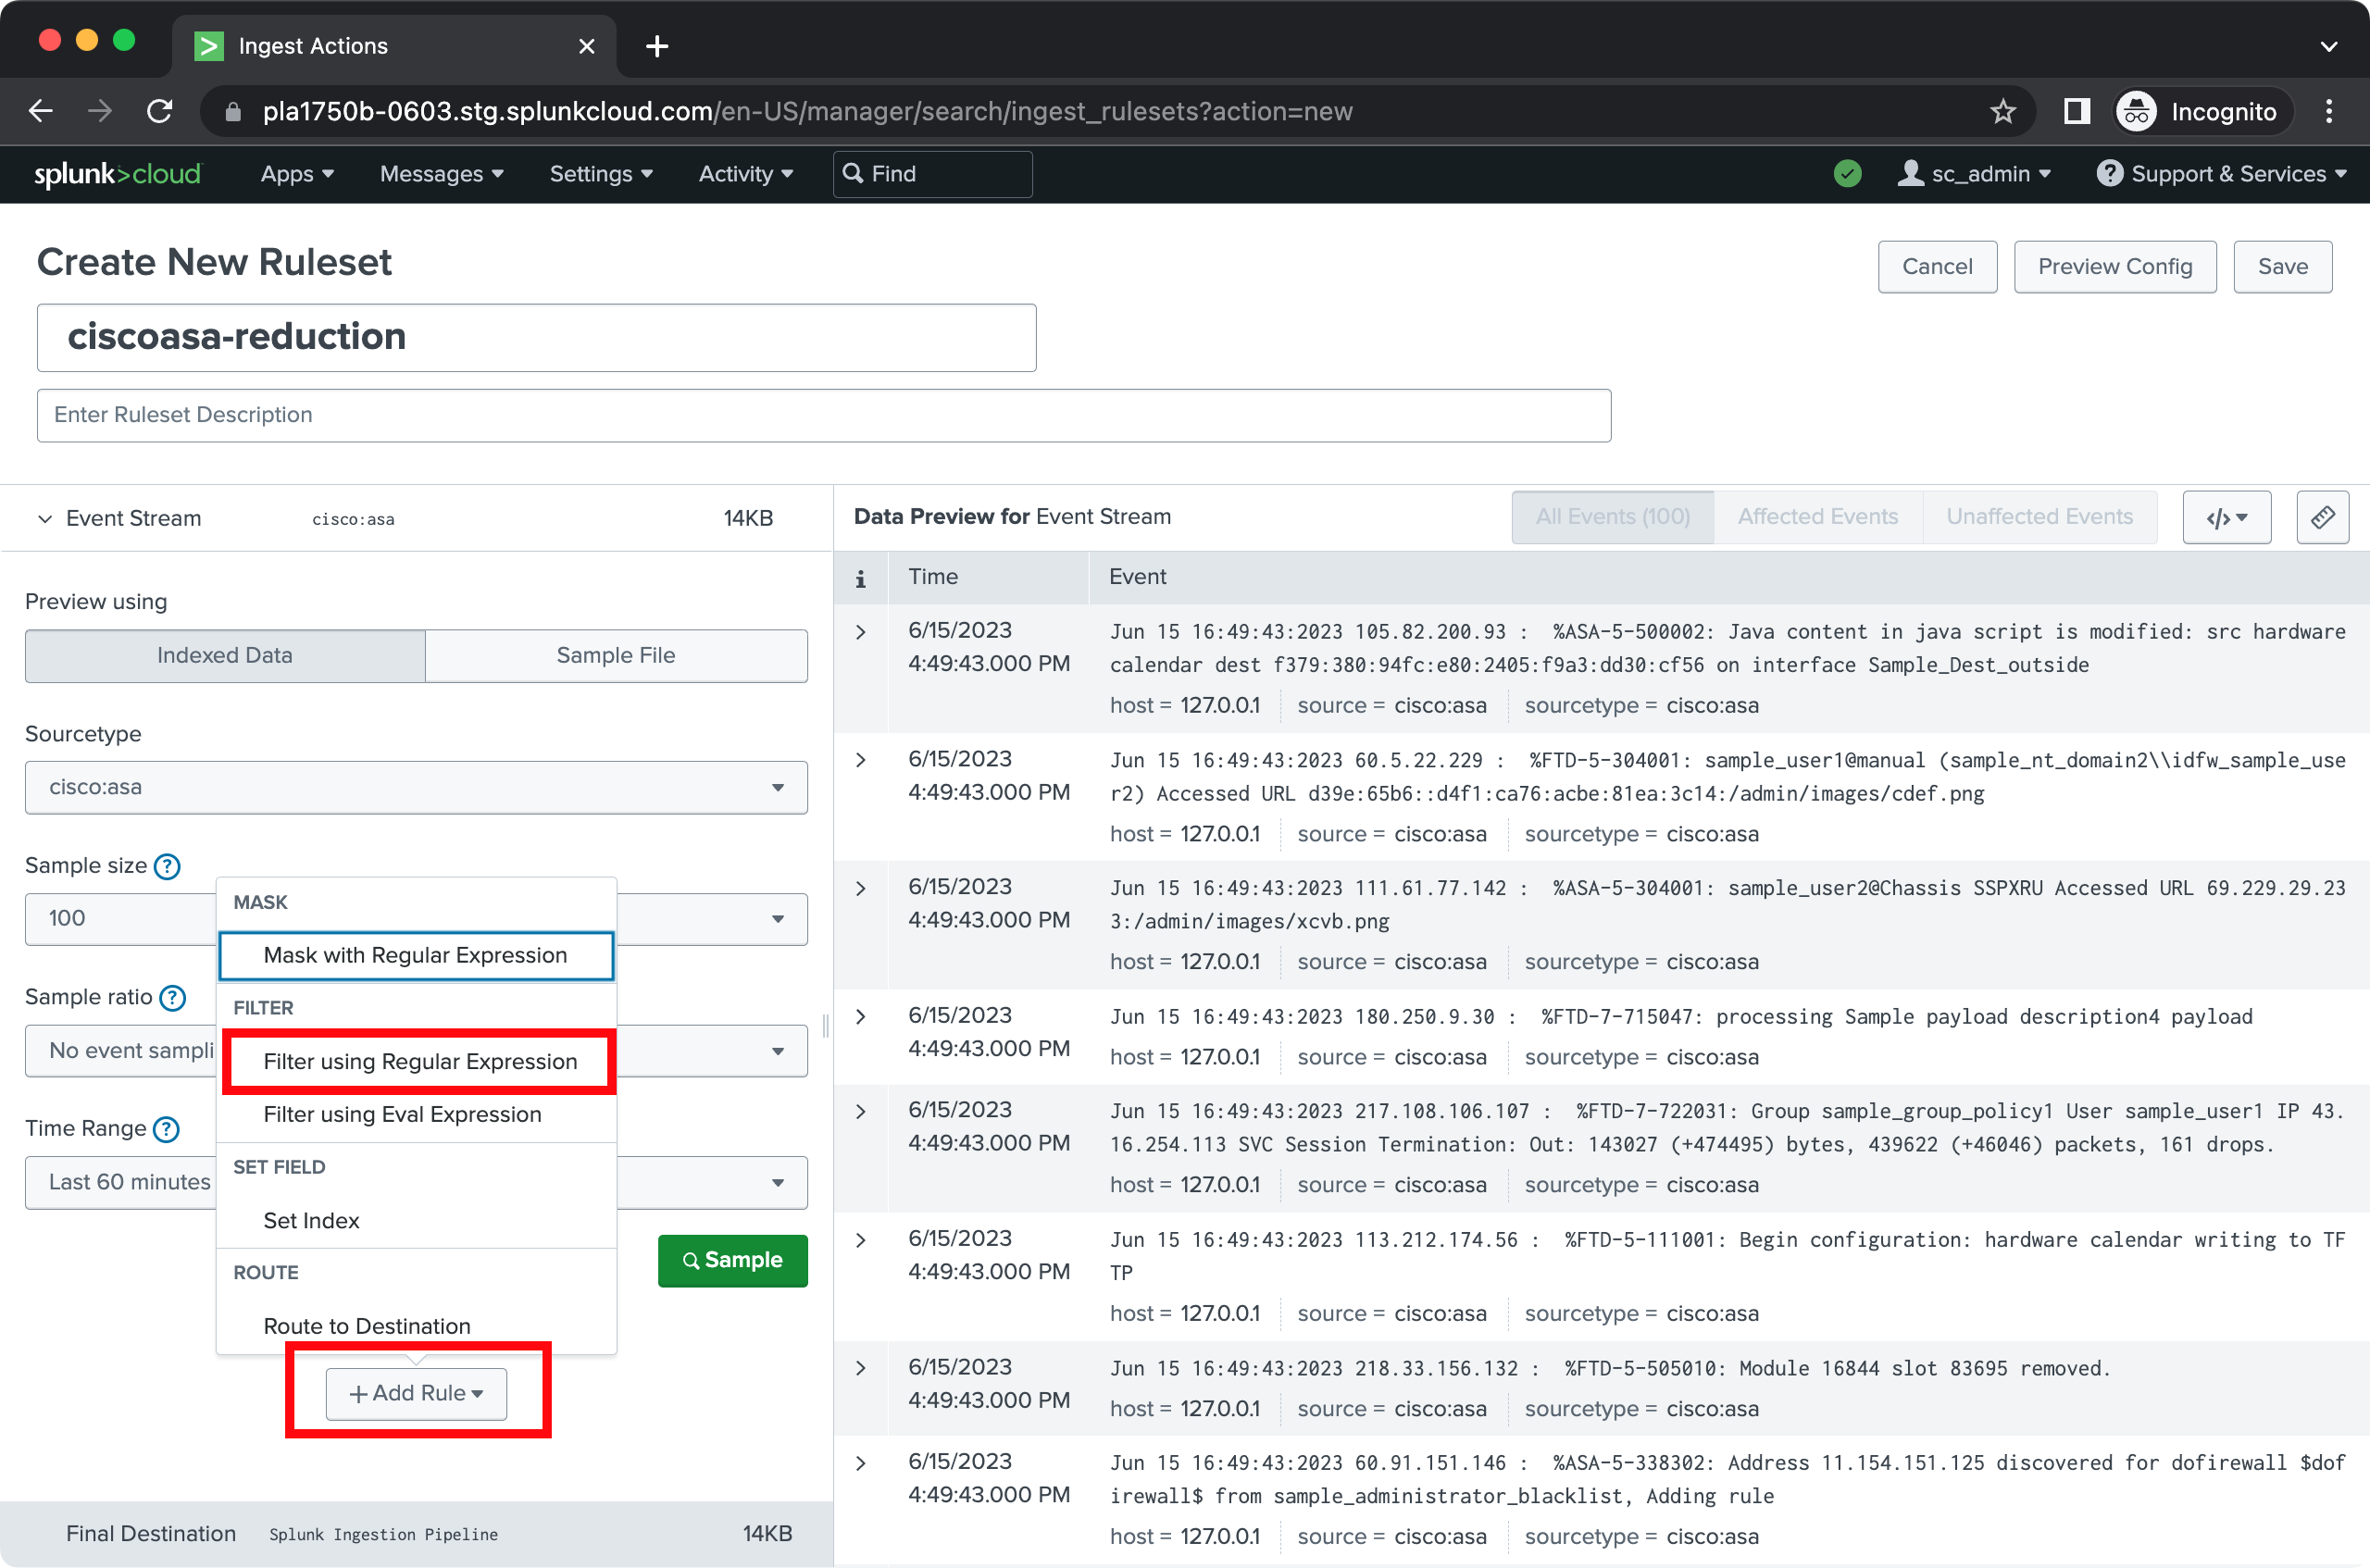 Ingest Actions
pla1750b-0603.stg.splunkcloud.com/en-US/manager/search/ingest_rulesets?action=new
Incognito
splunk>cloud Apps Messages Settings Activity Find sc_admin ? Support & Services
Create New Ruleset
Cancel Preview Config Save
ciscoasa-reduction
Enter Ruleset Description
Event Stream cisco:asa 14KB
Preview using
Indexed Data Sample File
Sourcetype
cisco:asa
Sample size ?
100
Sample ratio ?
No event sampli
Time Range ?
Last 60 minutes
MASK
Mask with Regular Expression
FILTER
Filter using Regular Expression
Filter using Eval Expression
SET FIELD
Set Index
ROUTE
Route to Destination
Sample
+ Add Rule
Final Destination Splunk Ingestion Pipeline 14KB
Data Preview for Event Stream
All Events (100) Affected Events Unaffected Events </>
i Time Event
6/15/2023
4:49:43.000 PM
Jun 15 16:49:43:2023 105.82.200.93 : %ASA-5-500002: Java content in java script is modified: src hardware
calendar dest f379:380:94fc:e80:2405:f9a3:dd30:cf56 on interface Sample_Dest_outside
host = 127.0.0.1 source = cisco:asa sourcetype = cisco:asa
6/15/2023
4:49:43.000 PM
Jun 15 16:49:43:2023 60.5.22.229 : %FTD-5-304001: sample_user1@manual (sample_nt_domain2\\idfw_sample_use
r2) Accessed URL d39e:65b6::d4f1:ca76:acbe:81ea:3c14:/admin/images/cdef.png
host = 127.0.0.1 source = cisco:asa sourcetype = cisco:asa
6/15/2023
4:49:43.000 PM
Jun 15 16:49:43:2023 111.61.77.142 : %ASA-5-304001: sample_user2@Chassis SSPXRU Accessed URL 69.229.29.23
3:/admin/images/xcvb.png
host = 127.0.0.1 source = cisco:asa sourcetype = cisco:asa
6/15/2023
4:49:43.000 PM
Jun 15 16:49:43:2023 180.250.9.30 : %FTD-7-715047: processing Sample payload description4 payload
host = 127.0.0.1 source = cisco:asa sourcetype = cisco:asa
6/15/2023
4:49:43.000 PM
Jun 15 16:49:43:2023 217.108.106.107 : %FTD-7-722031: Group sample_group_policy1 User sample_user1 IP 43.
16.254.113 SVC Session Termination: Out: 143027 (+474495) bytes, 439622 (+46046) packets, 161 drops.
host = 127.0.0.1 source = cisco:asa sourcetype = cisco:asa
6/15/2023
4:49:43.000 PM
Jun 15 16:49:43:2023 113.212.174.56 : %FTD-5-111001: Begin configuration: hardware calendar writing to TF
TP
host = 127.0.0.1 source = cisco:asa sourcetype = cisco:asa
6/15/2023
4:49:43.000 PM
Jun 15 16:49:43:2023 218.33.156.132 : %FTD-5-505010: Module 16844 slot 83695 removed.
host = 127.0.0.1 source = cisco:asa sourcetype = cisco:asa
6/15/2023
4:49:43.000 PM
Jun 15 16:49:43:2023 60.91.151.146 : %ASA-5-338302: Address 11.154.151.125 discovered for dofirewall $dof
irewall$ from sample_administrator_blacklist, Adding rule
host = 127.0.0.1 source = cisco:asa sourcetype = cisco:asa